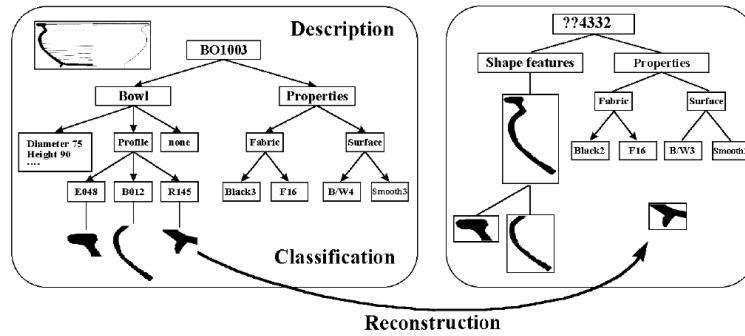 Description
BO1003
Bowl
Properties
Diameter 75
Height 90
....
Profile
none
Fabric
Surface
E048
B012
R145
Black3
F16
B/W4
Smooth3
Classification
??4332
Shape features
Properties
Fabric
Surface
Black2
F16
B/W3
Smooth3
Reconstruction